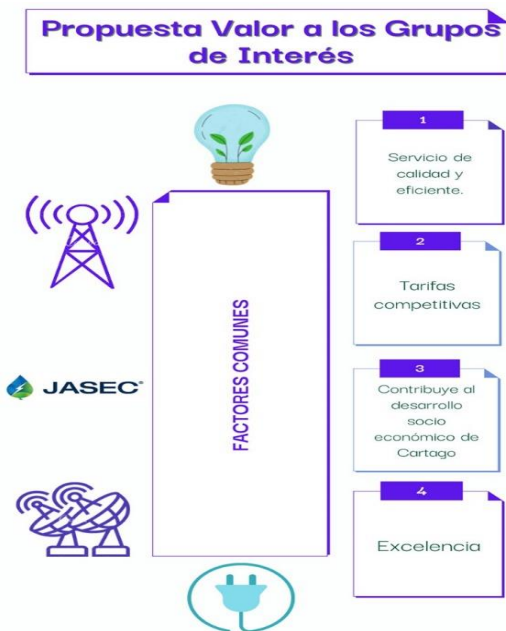 Propuesta Valor a los Grupos
de Interés
1
Servicio de
calidad y
eficiente.
2
Tarifas
competitivas
FACTORES COMUNES
JASEC®
3
Contribuye al
desarrollo
socio
económico de
Cartago
4
Excelencia